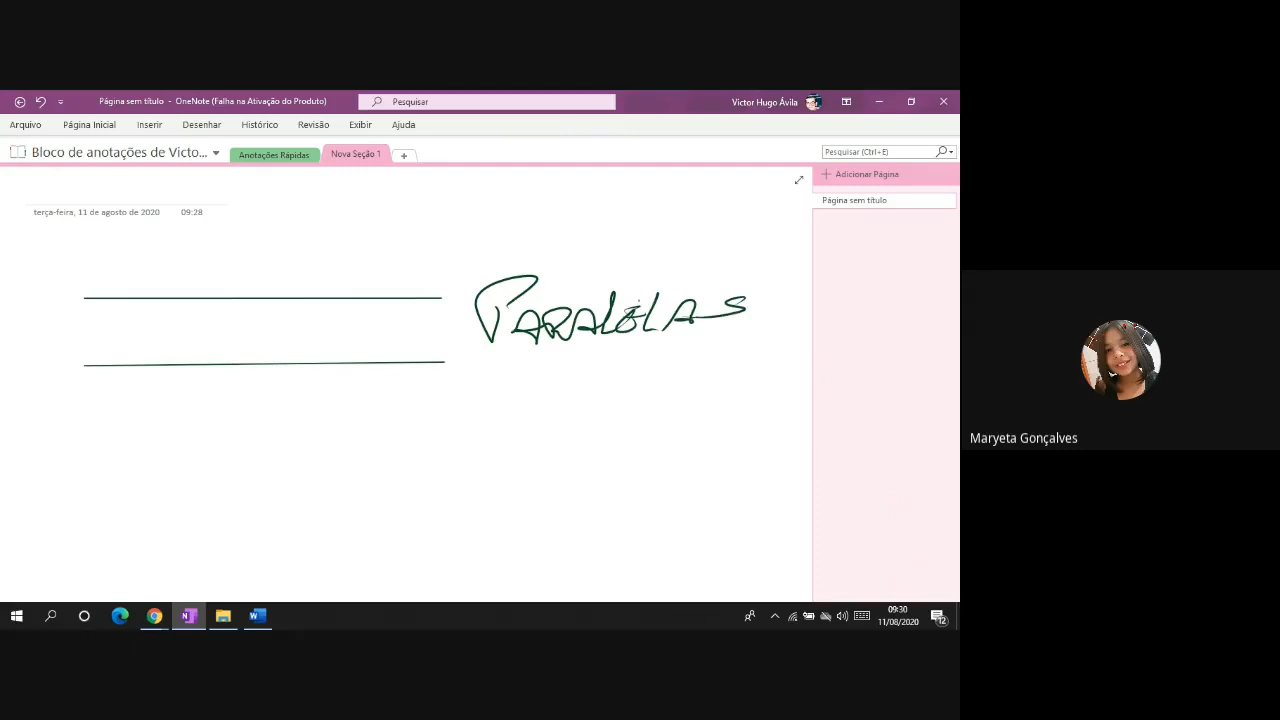 Página sem título - OneNote (Falha na Ativação do Produto)
Pesquisar
Victor Hugo Ávila
Arquivo Página Inicial Inserir Desenhar Histórico Revisão Exibir Ajuda
Bloco de anotações de Victo...
Anotações Rápidas
Nova Seção 1
Pesquisar (Ctrl+E)
Adicionar Página
Página sem título
terça-feira, 11 de agosto de 2020 09:28
PARALELAS
Maryeta Gonçalves
09:30
11/08/2020
12